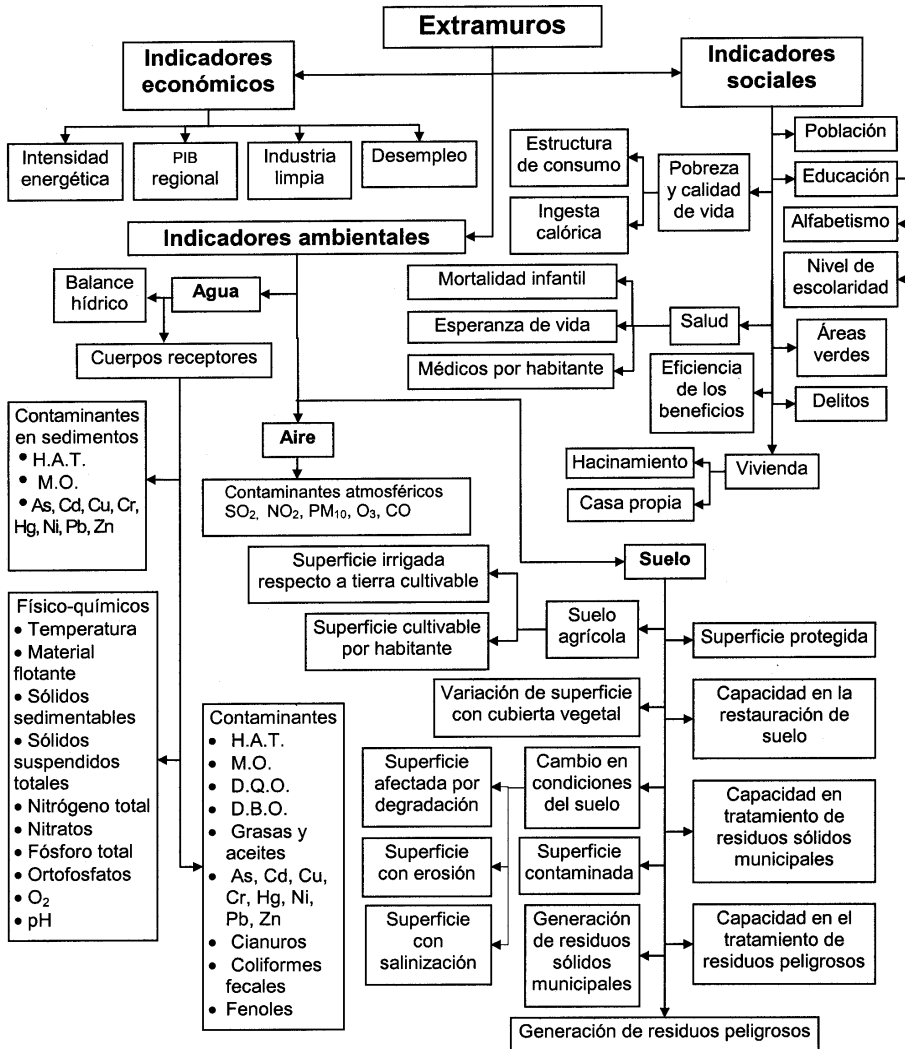 Extramuros
Indicadores
económicos
Indicadores
sociales
Intensidad
energética
PIB
regional
Industria
limpia
Desempleo
Estructura
de consumo
Ingesta
calórica
Pobreza
y calidad
de vida
Población
Educación
Alfabetismo
Nivel de
escolaridad
Indicadores ambientales
Balance
hídrico
Agua
Cuerpos receptores
Mortalidad infantil
Esperanza de vida
Médicos por habitante
Salud
Áreas
verdes
Eficiencia
de los
beneficios
Delitos
Hacinamiento
Casa propia
Vivienda
Contaminantes
en sedimentos
• H.A.T.
• M.O.
• As, Cd, Cu, Cr,
Hg, Ni, Pb, Zn
Aire
Contaminantes atmosféricos
SO₂, NO₂, PM₁₀, O₃, CO
Suelo
Superficie irrigada
respecto a tierra cultivable
Superficie cultivable
por habitante
Suelo
agrícola
Superficie protegida
Físico-químicos
• Temperatura
• Material
flotante
• Sólidos
sedimentables
• Sólidos
suspendidos
totales
• Nitrógeno total
• Nitratos
• Fósforo total
• Ortofosfatos
• O₂
• pH
Contaminantes
• H.A.T.
• M.O.
• D.Q.O.
• D.B.O.
• Grasas y
aceites
• As, Cd, Cu,
Cr, Hg, Ni,
Pb, Zn
• Cianuros
• Coliformes
fecales
• Fenoles
Variación de superficie
con cubierta vegetal
Capacidad en la
restauración de
suelo
Superficie
afectada por
degradación
Cambio en
condiciones
del suelo
Capacidad en
tratamiento de
residuos sólidos
municipales
Superficie
con erosión
Superficie
contaminada
Superficie
con
salinización
Generación
de residuos
sólidos
municipales
Capacidad en el
tratamiento de
residuos peligrosos
Generación de residuos peligrosos